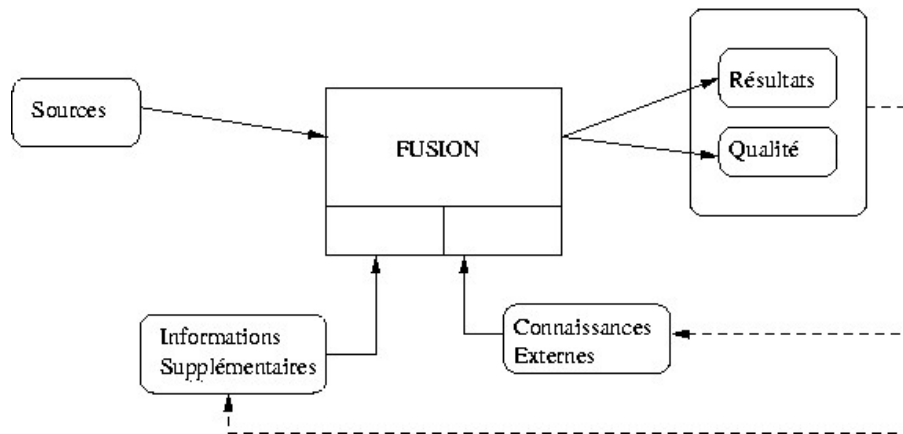 Sources
FUSION
Résultats
Qualité
Informations
Supplémentaires
Connaissances
Externes